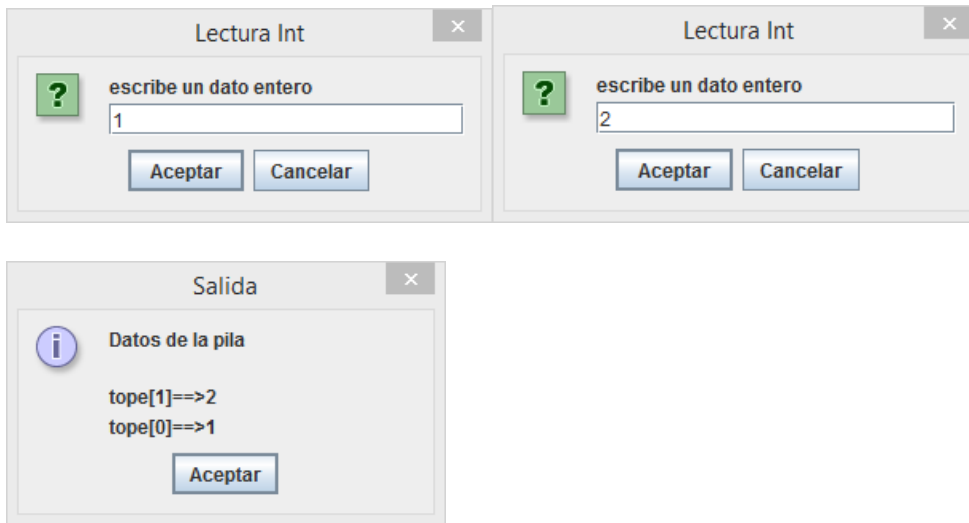 Lectura Int
escribe un dato entero
1
Aceptar Cancelar
Lectura Int
escribe un dato entero
2
Aceptar Cancelar
Salida
Datos de la pila
tope[1]==>2
tope[0]==>1
Aceptar